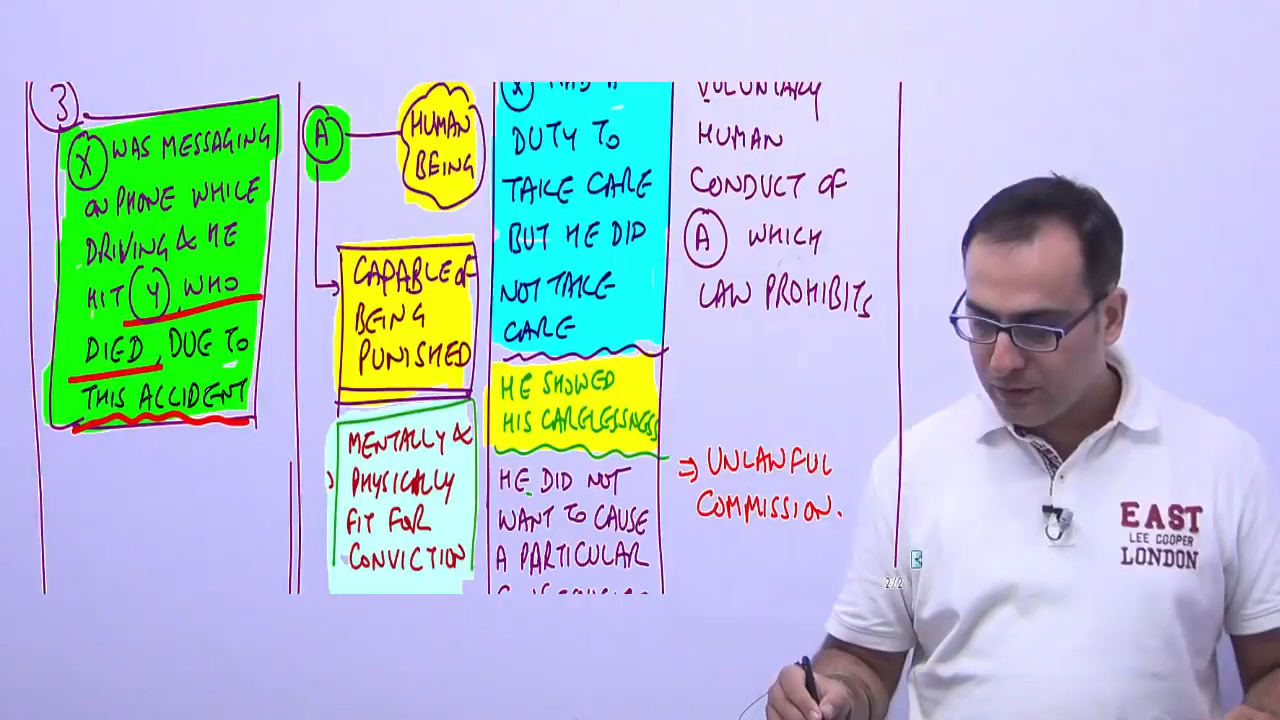 3
X WAS MESSAGING
ON PHONE WHILE
DRIVING & HE
HIT Y, WHO
DIED, DUE TO
THIS ACCIDENT
A
HUMAN
BEING
CAPABLE OF
BEING
PUNISHED
MENTALLY &
PHYSICALLY
FIT FOR
CONVICTION
X HAD A
DUTY TO
TAKE CARE
BUT HE DID
NOT TAKE
CARE
HE SHOWED
HIS CARELESSNESS
HE DID NOT
WANT TO CAUSE
A PARTICULAR
VOLUNTARY
HUMAN
CONDUCT OF
A WHICH
LAW PROHIBITS
⇒ UNLAWFUL
COMMISSION.
2/2
EAST
LEE COOPER
LONDON